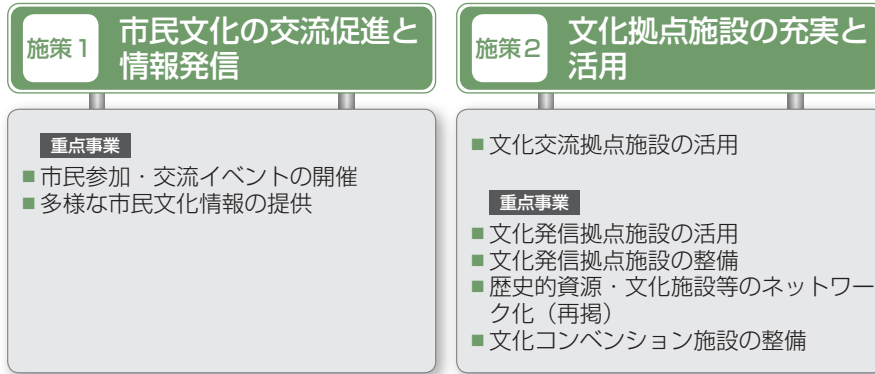 施策1
市民文化の交流促進と
情報発信
重点事業
■市民参加・交流イベントの開催
■多様な市民文化情報の提供
施策2
文化拠点施設の充実と
活用
■文化交流拠点施設の活用
重点事業
■文化発信拠点施設の活用
■文化発信拠点施設の整備
■歴史的資源・文化施設等のネットワー
ク化（再掲）
■文化コンベンション施設の整備